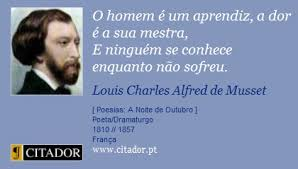 O homem é um aprendiz, a dor
é a sua mestra,
E ninguém se conhece
enquanto não sofreu.
Louis Charles Alfred de Musset
[ Poesias: A Noite de Outubro ]
Poeta/Dramaturgo
1810 // 1857
França
CITADOR
www.citador.pt